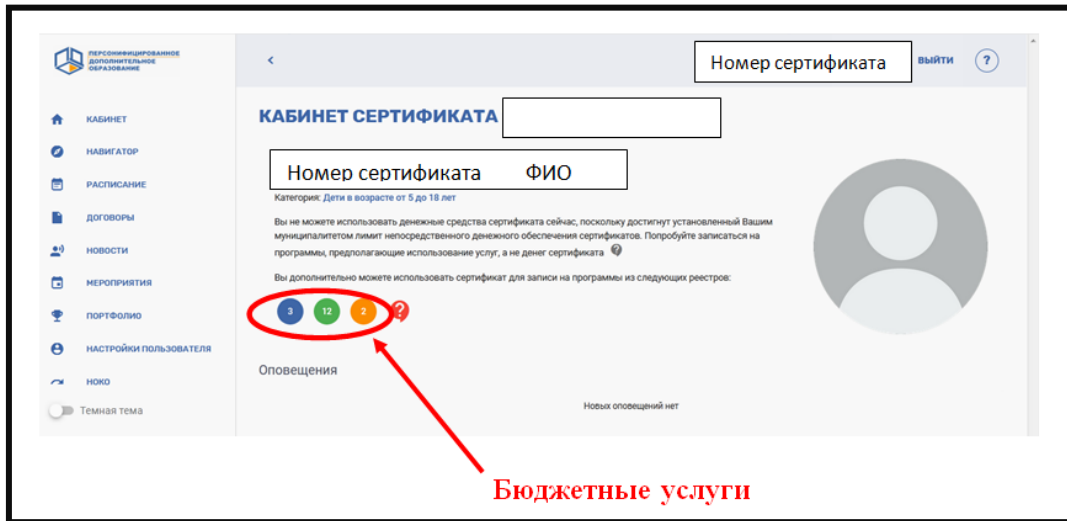 ПЕРСОНИФИЦИРОВАННОЕ
ДОПОЛНИТЕЛЬНОЕ
ОБРАЗОВАНИЕ
<
Номер сертификата
ВЫЙТИ
?
КАБИНЕТ
НАВИГАТОР
РАСПИСАНИЕ
ДОГОВОРЫ
НОВОСТИ
МЕРОПРИЯТИЯ
ПОРТФОЛИО
НАСТРОЙКИ ПОЛЬЗОВАТЕЛЯ
НОКО
Темная тема
КАБИНЕТ СЕРТИФИКАТА
Номер сертификата ФИО
Категория: Дети в возрасте от 5 до 18 лет
Вы не можете использовать денежные средства сертификата сейчас, поскольку достигнут установленный Вашим
муниципалитетом лимит непосредственного денежного обеспечения сертификатов. Попробуйте записаться на
программы, предполагающие использование услуг, а не денег сертификата ?
Вы дополнительно можете использовать сертификат для записи на программы из следующих реестров:
3 12 2 ?
Оповещения
Новых оповещений нет
Бюджетные услуги